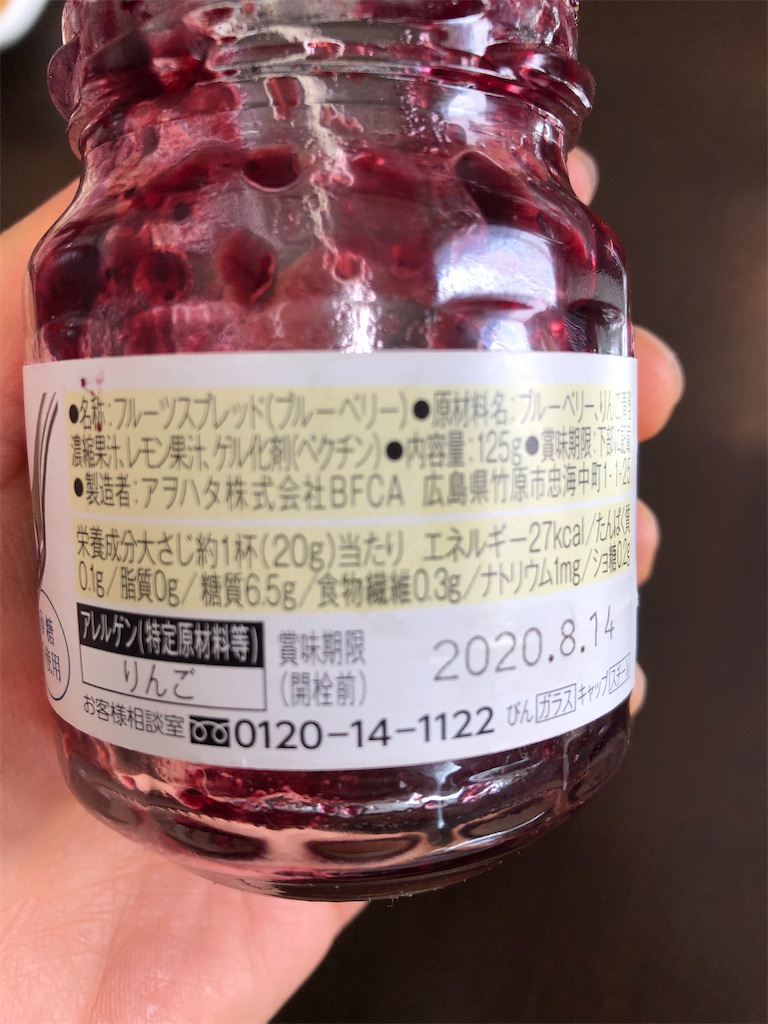 ●名称:フルーツスプレッド(ブルーベリー)●原材料名:ブルーベリー、りんご
濃縮果汁、レモン果汁、ゲル化剤(ペクチン)●内容量:125g●賞味期限:下部に記載
●製造者:アヲハタ株式会社BFCA 広島県竹原市忠海中町1-1-25
栄養成分大さじ約1杯(20g)当たり エネルギー27kcal/たんぱく質
0.1g/脂質0g/糖質6.5g/食物繊維0.3g/ナトリウム1mg/ショ糖0.2g
アレルゲン(特定原材料等)
りんご
賞味期限
(開栓前)
2020.8.14
お客様相談室 0120-14-1122 びん ガラス キャップ スチール